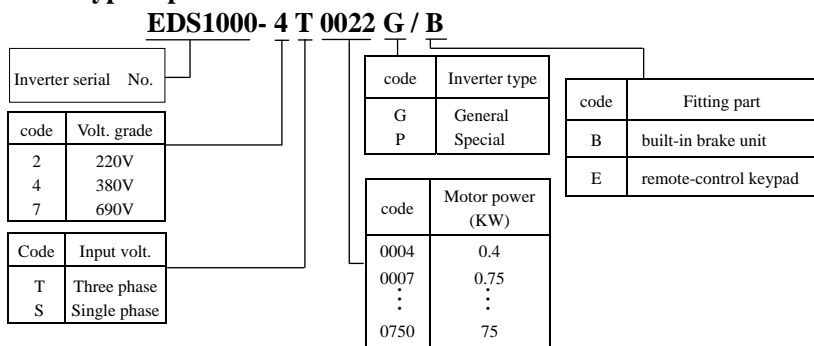 EDS1000- 4 T 0022 G / B
Inverter serial No.
code Volt. grade
2 220V
4 380V
7 690V
Code Input volt.
T Three phase
S Single phase
code Inverter type
G General
P Special
code Motor power
(KW)
0004 0.4
0007 0.75
0750 75
code Fitting part
B built-in brake unit
E remote-control keypad